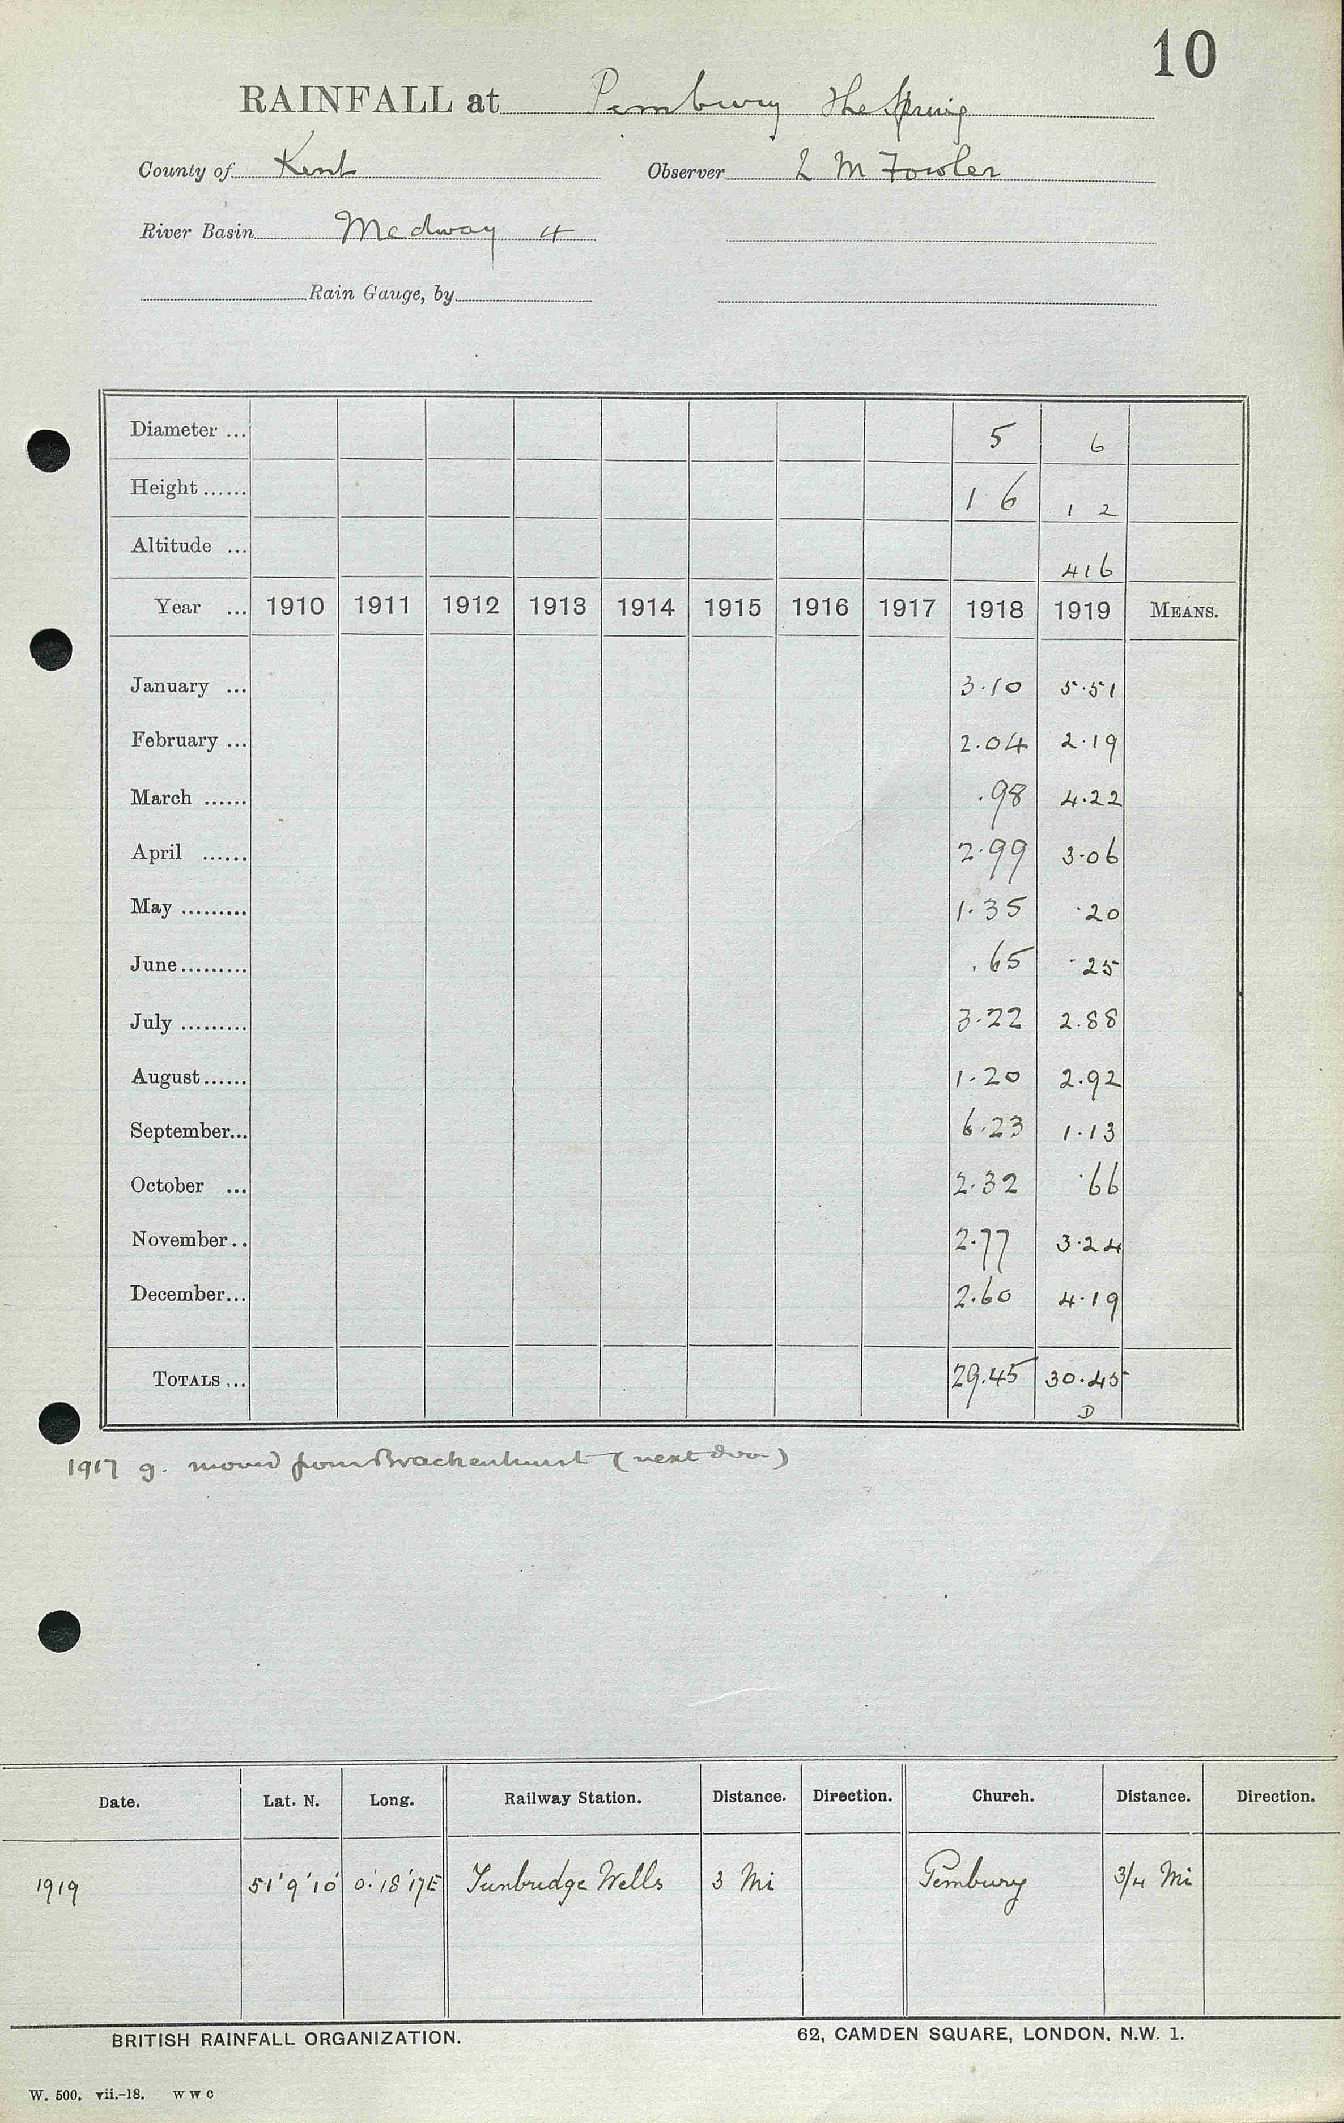 10
RAINFALL at Pembury The Spring
County of Kent Observer L M Fowler
River Basin Medway 4
Rain Gauge, by
Diameter ... 5 6
Height ...... 1 6 1 2
Altitude ... 416
Year ... 1910 1911 1912 1913 1914 1915 1916 1917 1918 1919 MEANS.
January ... 3.10 5.51
February ... 2.04 2.19
March ...... .98 4.22
April ...... 2.99 3.06
May ......... 1.35 .20
June ......... .65 .25
July ......... 3.22 2.88
August ...... 1.20 2.92
September... 6.23 1.13
October ... 2.32 .66
November .. 2.77 3.24
December... 2.60 4.19
TOTALS ... 29.45 30.45
D
1917 g. moved from Brackenhurst (next door)
Date. Lat. N. Long. Railway Station. Distance. Direction. Church. Distance. Direction.
1919 51°9'10" 0°18'17E Tunbridge Wells 3 Mi Pembury 3/4 Mi
BRITISH RAINFALL ORGANIZATION. 62, CAMDEN SQUARE, LONDON, N.W. 1.
W. 500. vii.-18. W W C